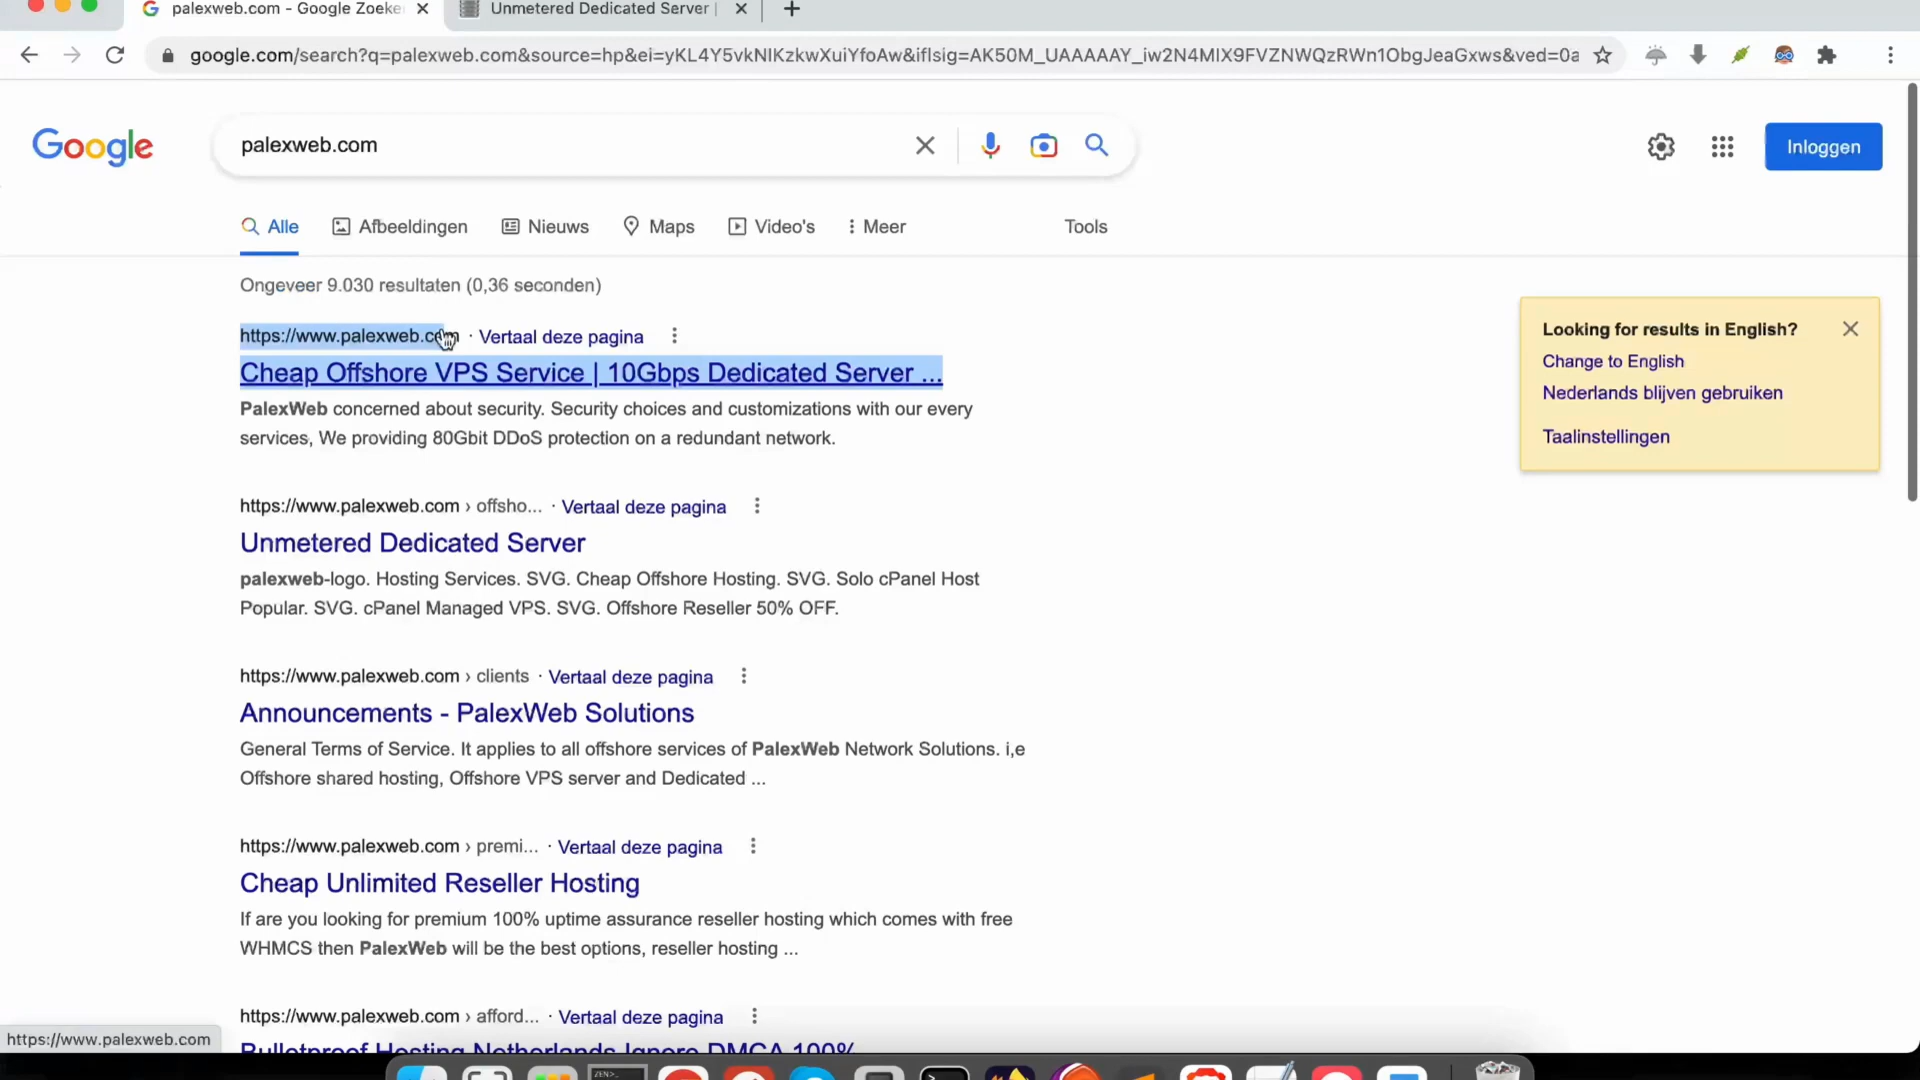 palexweb.com - Google Zoeke
Unmetered Dedicated Server |
google.com/search?q=palexweb.com&source=hp&ei=yKL4Y5vkNIKzkwXuiYfoAw&iflsig=AK50M_UAAAAAY_iw2N4MIX9FVZNWQzRWn1ObgJeaGxws&ved=0a
Google
palexweb.com
Inloggen
Alle
Afbeeldingen
Nieuws
Maps
Video's
Meer
Tools
Ongeveer 9.030 resultaten (0,36 seconden)
https://www.palexweb.com · Vertaal deze pagina
Cheap Offshore VPS Service | 10Gbps Dedicated Server ...
PalexWeb concerned about security. Security choices and customizations with our every
services, We providing 80Gbit DDoS protection on a redundant network.
https://www.palexweb.com › offsho... · Vertaal deze pagina
Unmetered Dedicated Server
palexweb-logo. Hosting Services. SVG. Cheap Offshore Hosting. SVG. Solo cPanel Host
Popular. SVG. cPanel Managed VPS. SVG. Offshore Reseller 50% OFF.
https://www.palexweb.com › clients · Vertaal deze pagina
Announcements - PalexWeb Solutions
General Terms of Service. It applies to all offshore services of PalexWeb Network Solutions. i,e
Offshore shared hosting, Offshore VPS server and Dedicated ...
https://www.palexweb.com › premi... · Vertaal deze pagina
Cheap Unlimited Reseller Hosting
If are you looking for premium 100% uptime assurance reseller hosting which comes with free
WHMCS then PalexWeb will be the best options, reseller hosting ...
https://www.palexweb.com › afford... · Vertaal deze pagina
Bulletproof Hosting Netherlands Ignore DMCA 100%
Looking for results in English?
Change to English
Nederlands blijven gebruiken
Taalinstellingen
https://www.palexweb.com